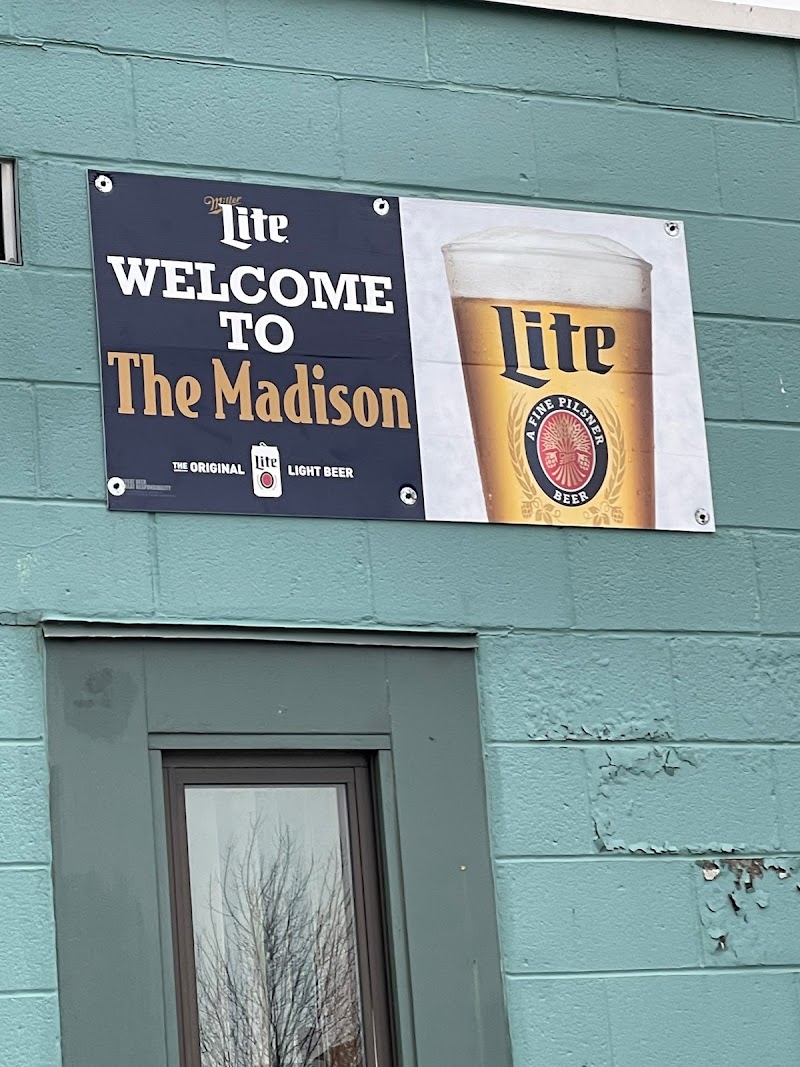 Miller
Lite
WELCOME
TO
The Madison
THE ORIGINAL Lite LIGHT BEER
Lite
A FINE PILSNER
BEER